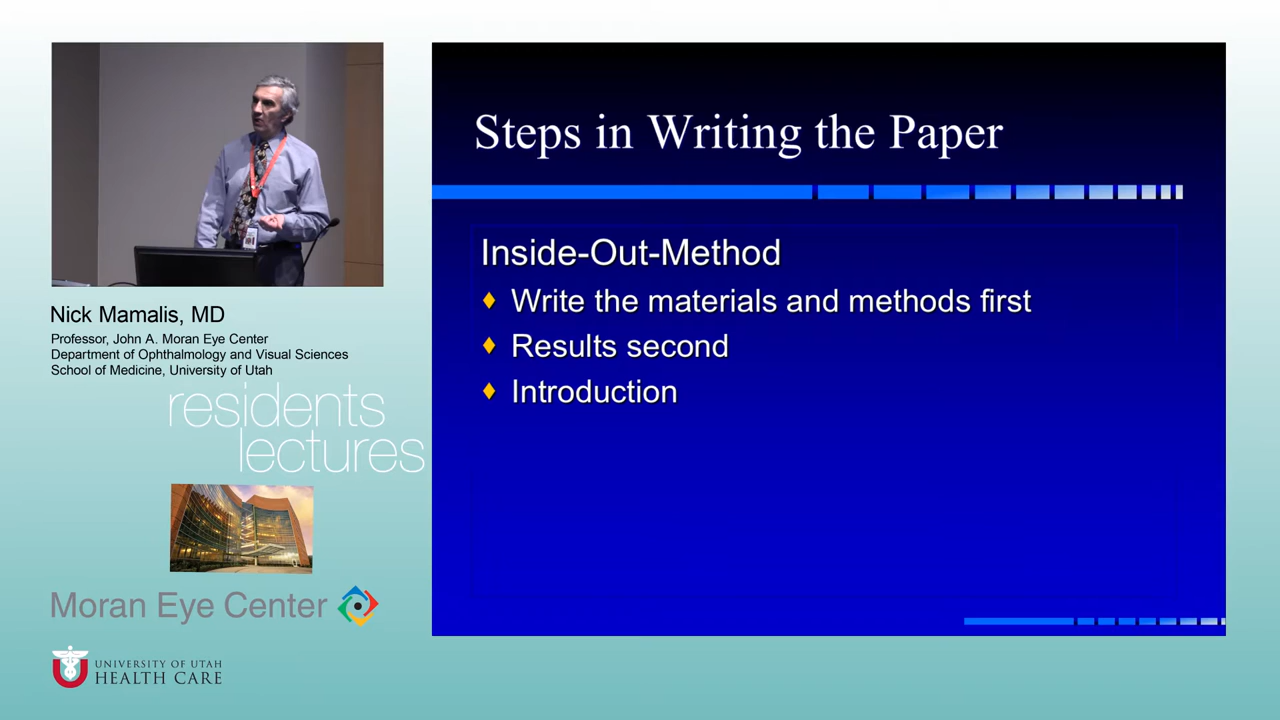 Steps in Writing the Paper
Inside-Out-Method
Write the materials and methods first
Results second
Introduction
Nick Mamalis, MD
Professor, John A. Moran Eye Center
Department of Ophthalmology and Visual Sciences
School of Medicine, University of Utah
residents
lectures
Moran Eye Center
UNIVERSITY OF UTAH
HEALTH CARE